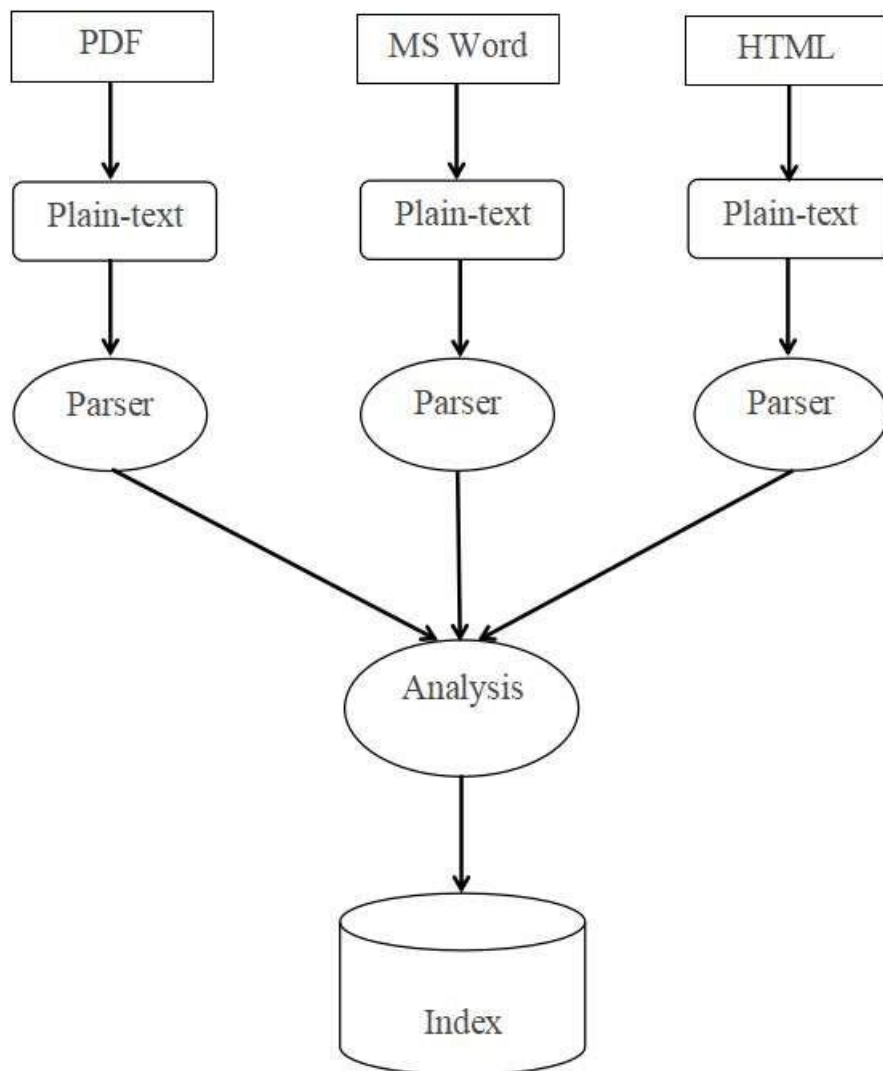 PDF
MS Word
HTML
Plain-text
Plain-text
Plain-text
Parser
Parser
Parser
Analysis
Index